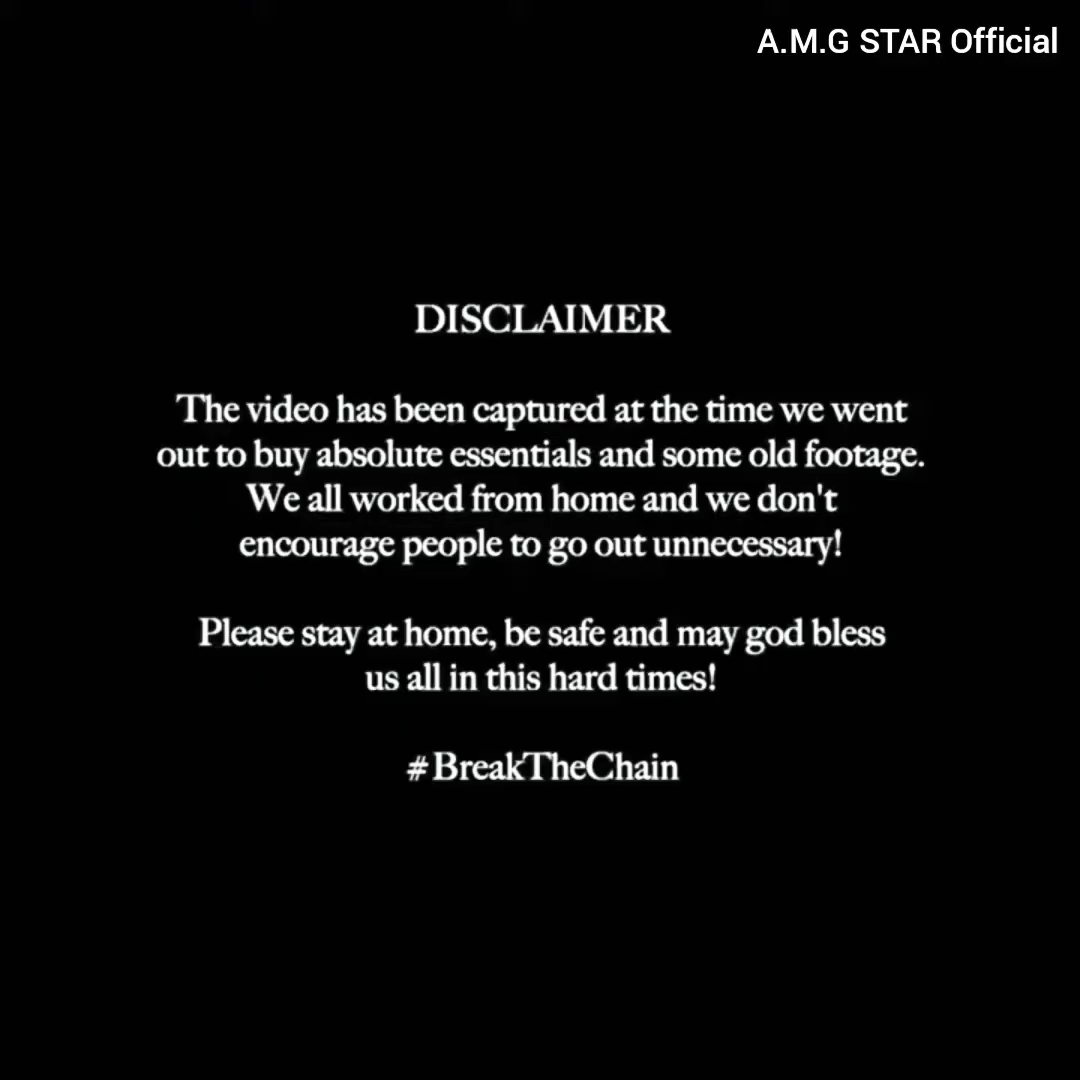 A.M.G STAR Official
DISCLAIMER
The video has been captured at the time we went
out to buy absolute essentials and some old footage.
We all worked from home and we don't
encourage people to go out unnecessary!
Please stay at home, be safe and may god bless
us all in this hard times!
#BreakTheChain